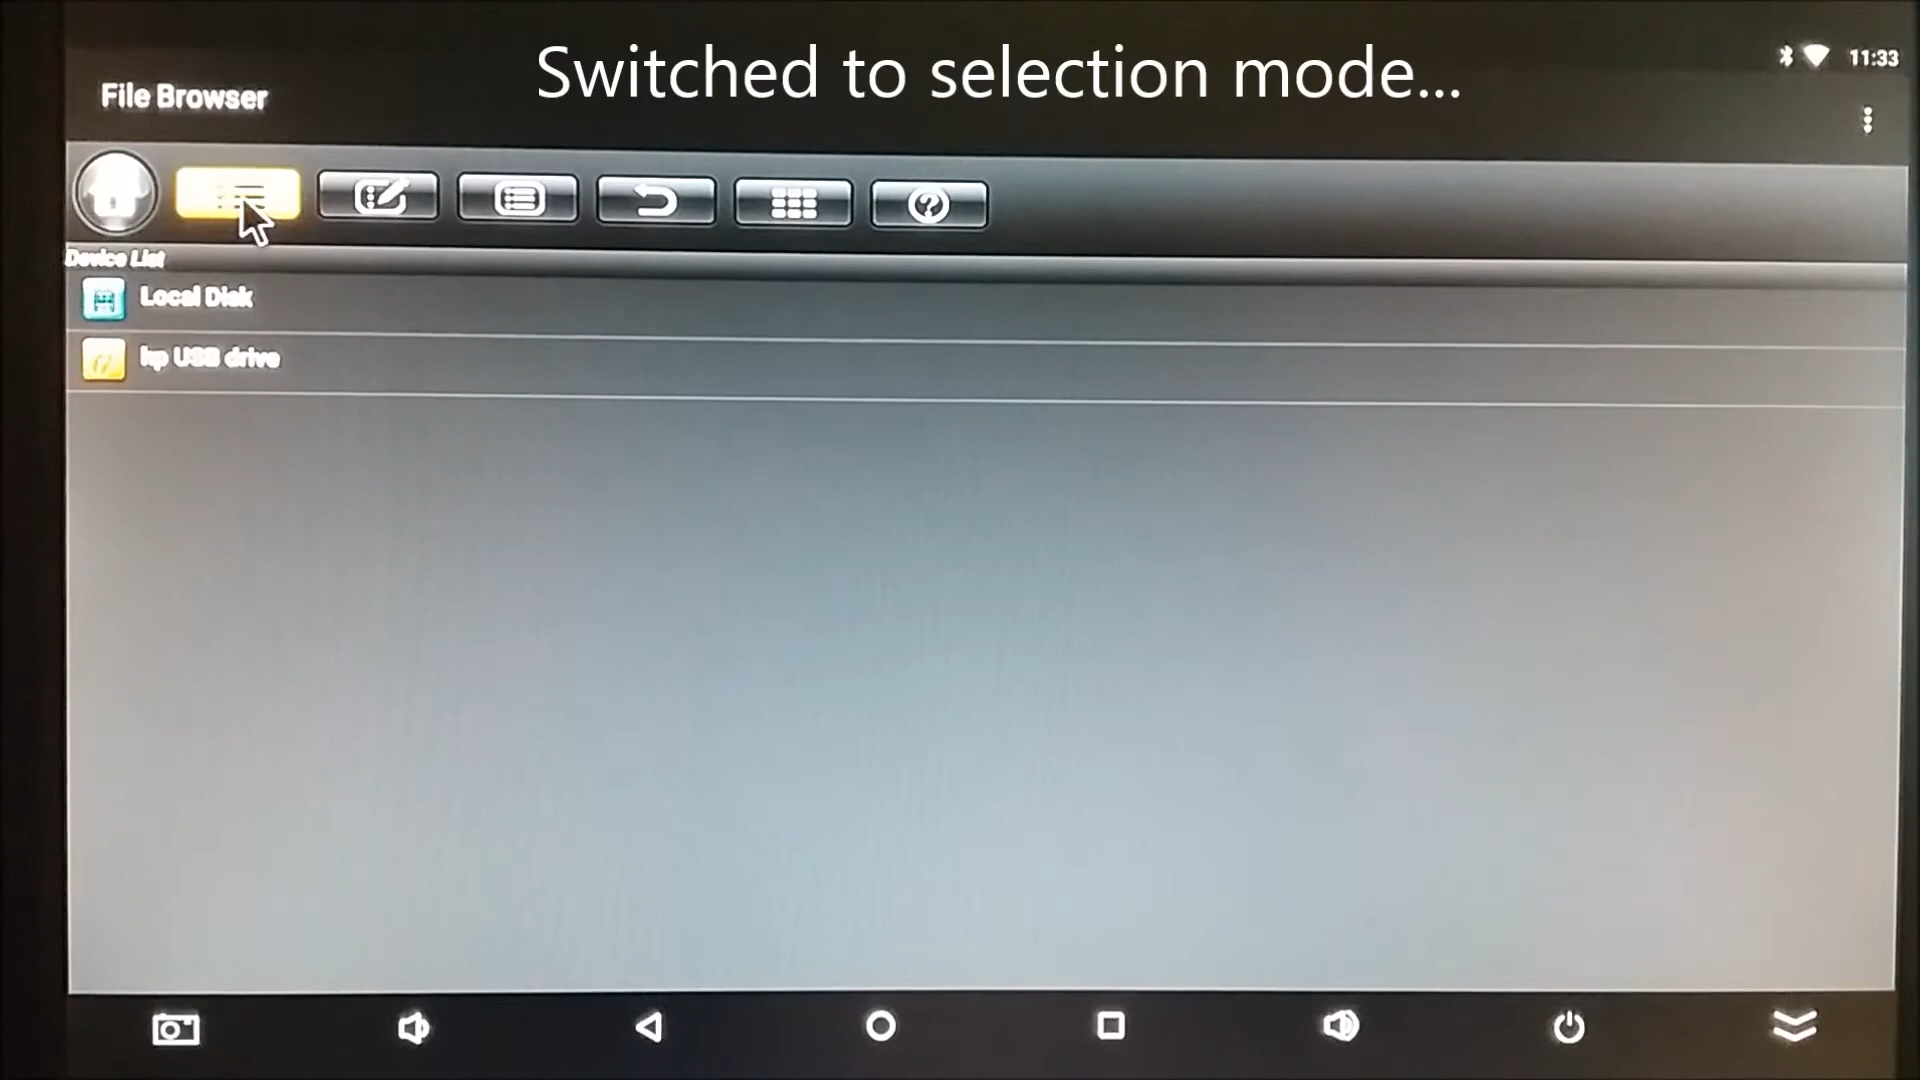 Switched to selection mode...
11:33
File Browser
Device List
Local Disk
hp USB drive